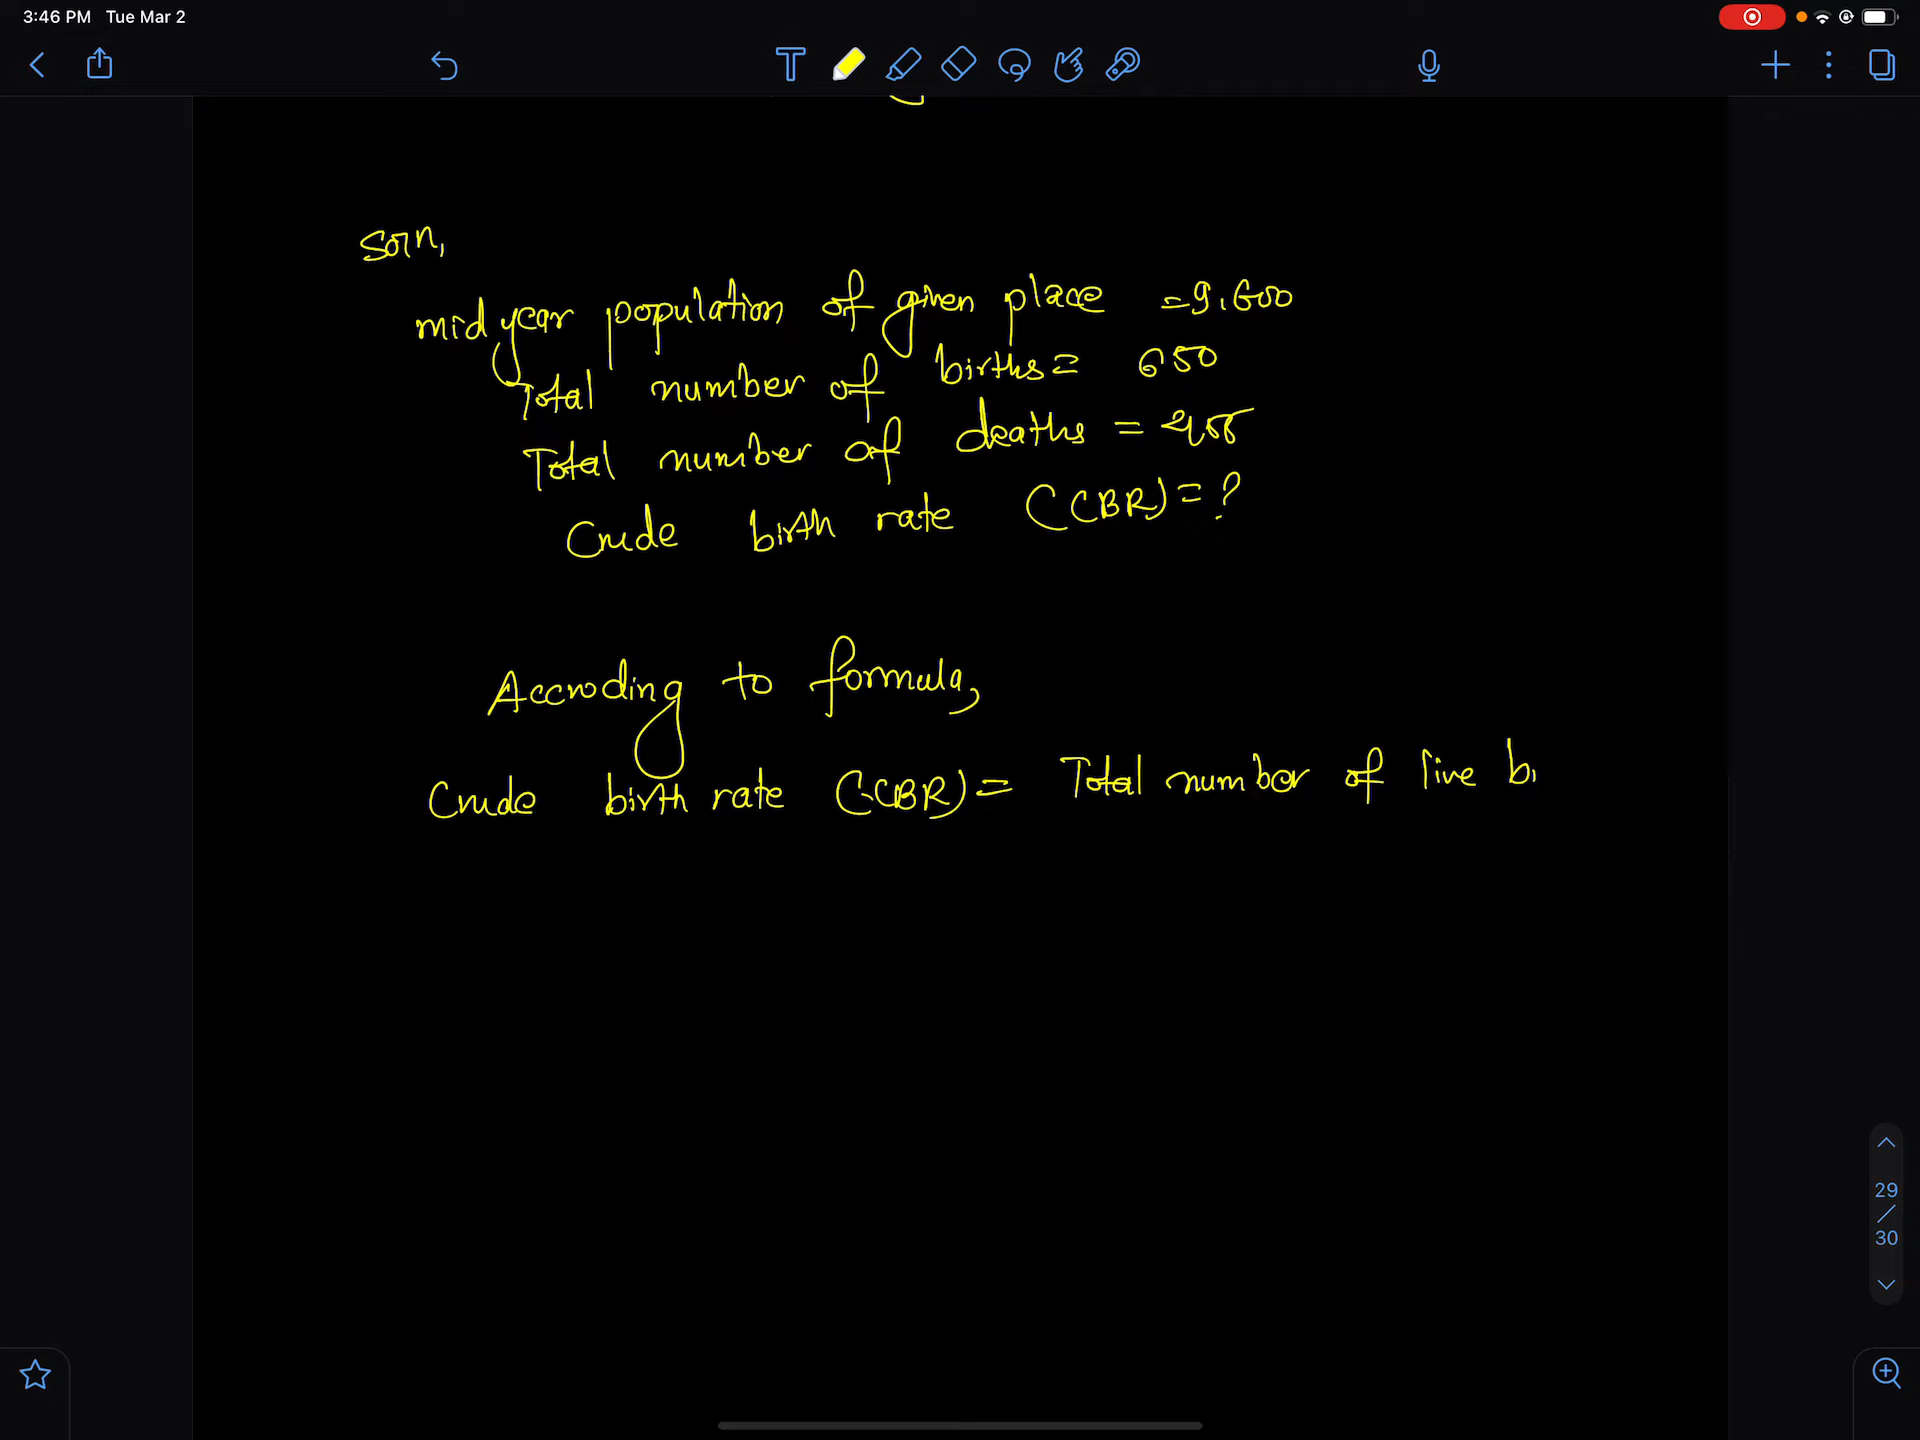 3:46 PM Tue Mar 2
Soln,
mid year population of given place = 9,600
Total number of births = 650
Total number of deaths = 400
Crude birth rate (CBR) = ?
Accroding to formula,
Crude birth rate (CBR) = Total number of live bi
29
/
30